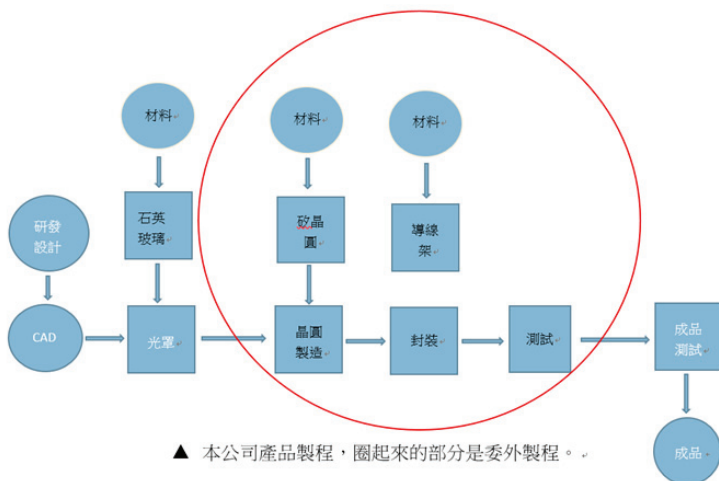 材料
材料
材料
石英
玻璃
矽晶
圓
導線
架
研發
設計
CAD
光罩
晶圓
製造
封裝
測試
成品
測試
成品
▲ 本公司產品製程，圈起來的部分是委外製程。